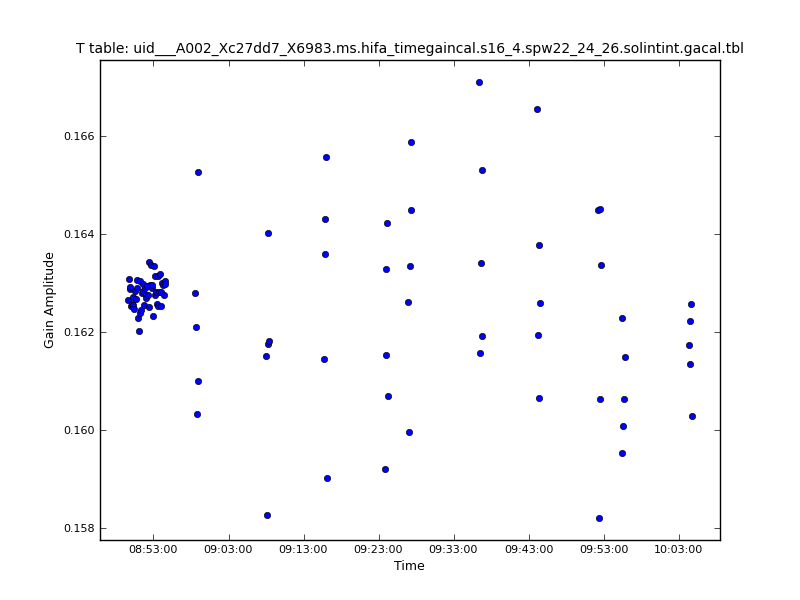 T table: uid___A002_Xc27dd7_X6983.ms.hifa_timegaincal.s16_4.spw22_24_26.solintint.gacal.tbl
0.166
0.164
0.162
0.160
0.158
Gain Amplitude
08:53:00 09:03:00 09:13:00 09:23:00 09:33:00 09:43:00 09:53:00 10:03:00
Time